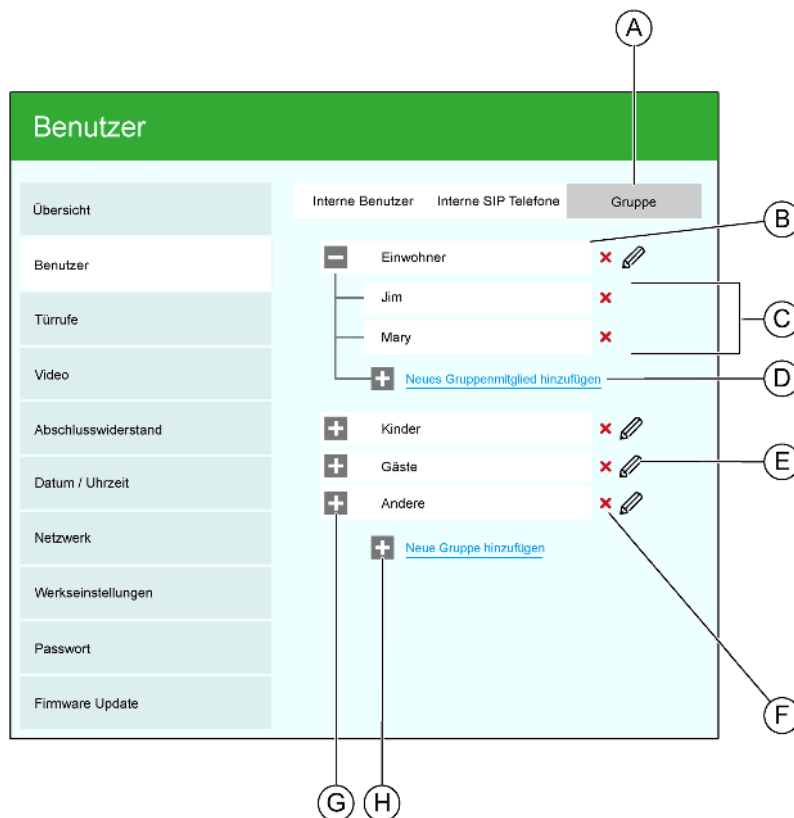 A
Benutzer
Interne Benutzer Interne SIP Telefone Gruppe
Übersicht
Benutzer
Türrufe
Video
Abschlusswiderstand
Datum / Uhrzeit
Netzwerk
Werkseinstellungen
Passwort
Firmware Update
Einwohner
B
Jim
Mary
C
Neues Gruppenmitglied hinzufügen
D
Kinder
Gäste
E
Andere
Neue Gruppe hinzufügen
F
G H